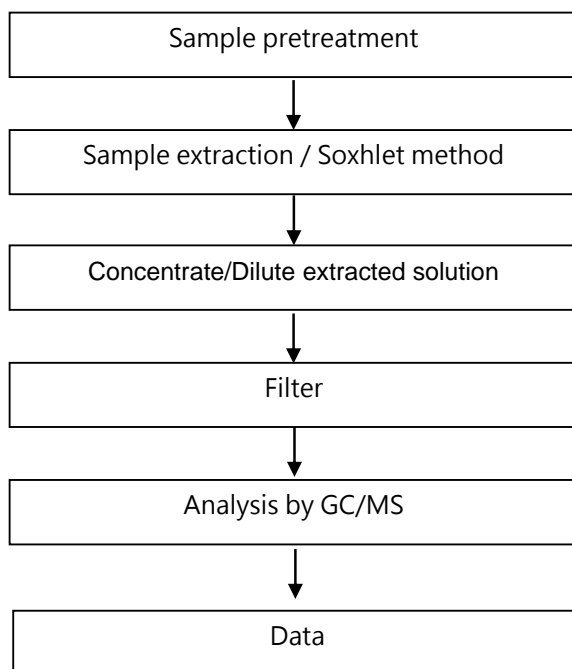 Sample pretreatment
Sample extraction / Soxhlet method
Concentrate/Dilute extracted solution
Filter
Analysis by GC/MS
Data